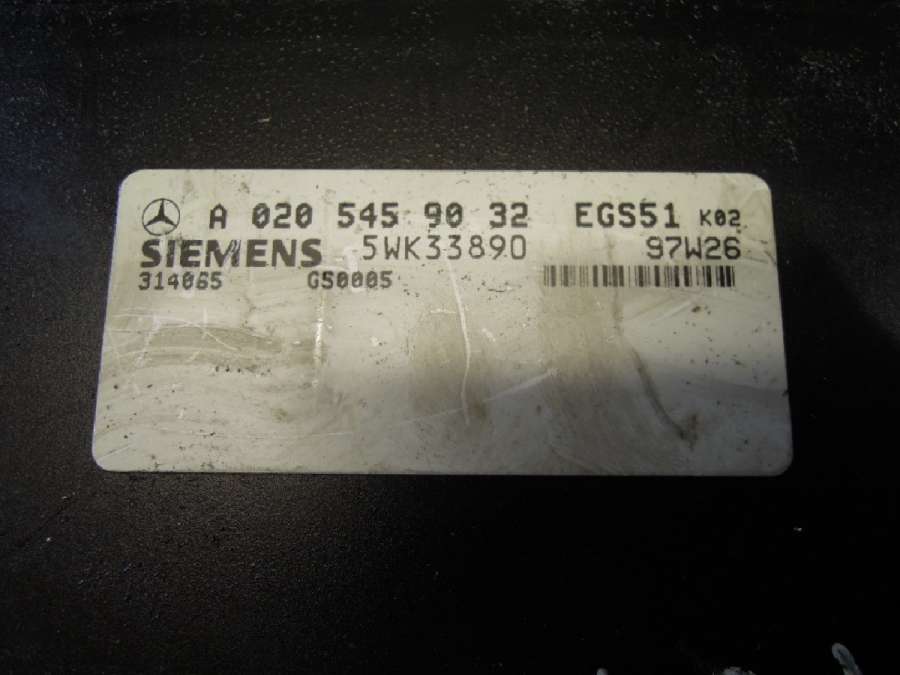 A 020 545 90 32 EGS51 K02
SIEMENS 5WK33890 97W26
314065 G50005